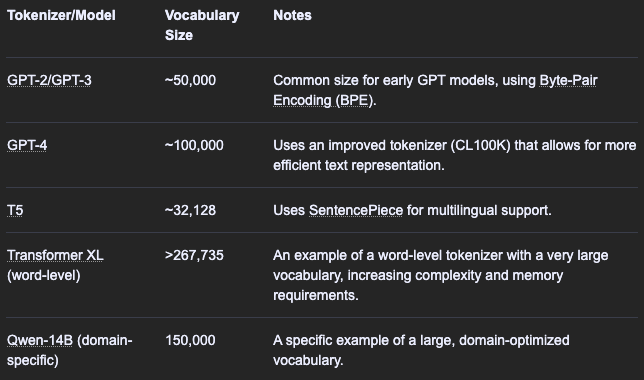 Tokenizer/Model Vocabulary Size Notes
GPT-2/GPT-3 ~50,000 Common size for early GPT models, using Byte-Pair
Encoding (BPE).
GPT-4 ~100,000 Uses an improved tokenizer (CL100K) that allows for more
efficient text representation.
T5 ~32,128 Uses SentencePiece for multilingual support.
Transformer XL (word-level) >267,735 An example of a word-level tokenizer with a very large
vocabulary, increasing complexity and memory
requirements.
Qwen-14B (domain-specific) 150,000 A specific example of a large, domain-optimized
vocabulary.